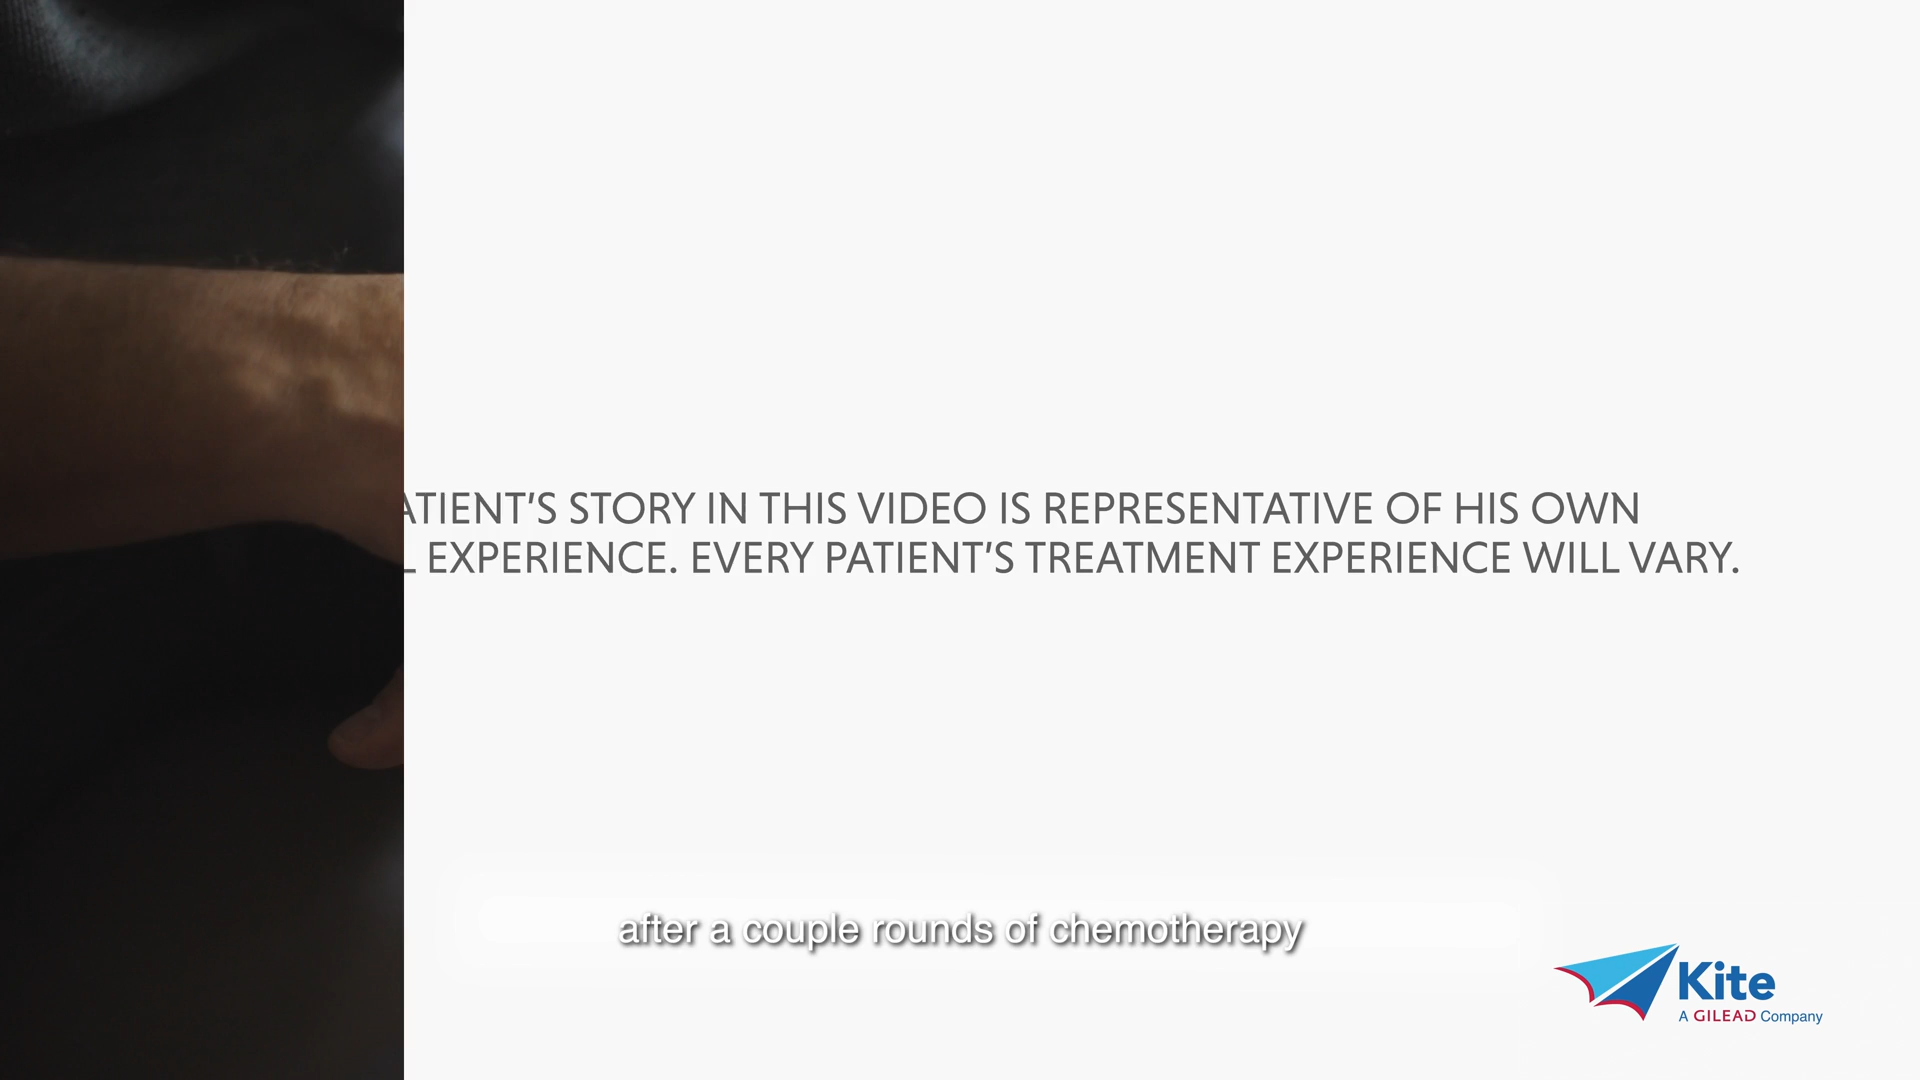 ATIENT'S STORY IN THIS VIDEO IS REPRESENTATIVE OF HIS OWN
L EXPERIENCE. EVERY PATIENT'S TREATMENT EXPERIENCE WILL VARY.
after a couple rounds of chemotherapy
Kite
A GILEAD Company